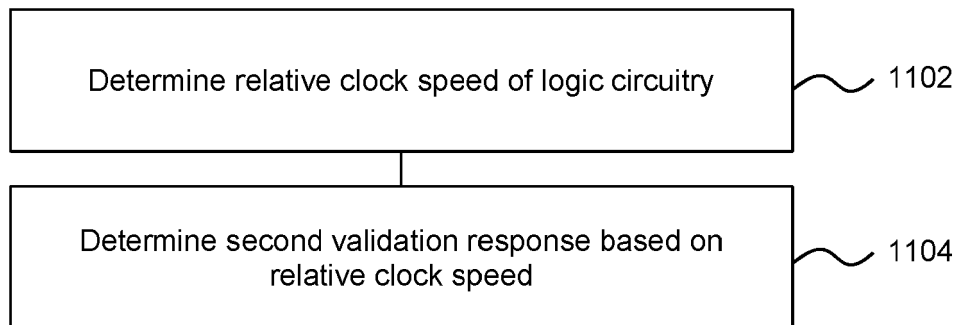 Determine relative clock speed of logic circuitry
1102
Determine second validation response based on
relative clock speed
1104